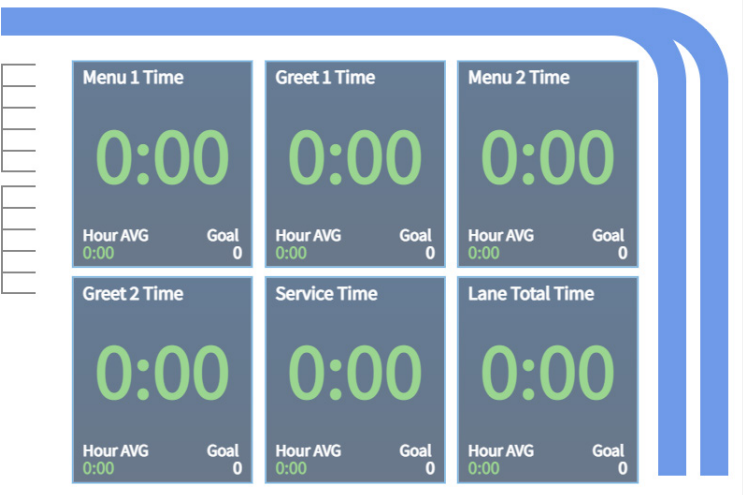 Menu 1 Time
0:00
Hour AVG Goal
0:00 0
Greet 1 Time
0:00
Hour AVG Goal
0:00 0
Menu 2 Time
0:00
Hour AVG Goal
0:00 0
Greet 2 Time
0:00
Hour AVG Goal
0:00 0
Service Time
0:00
Hour AVG Goal
0:00 0
Lane Total Time
0:00
Hour AVG Goal
0:00 0